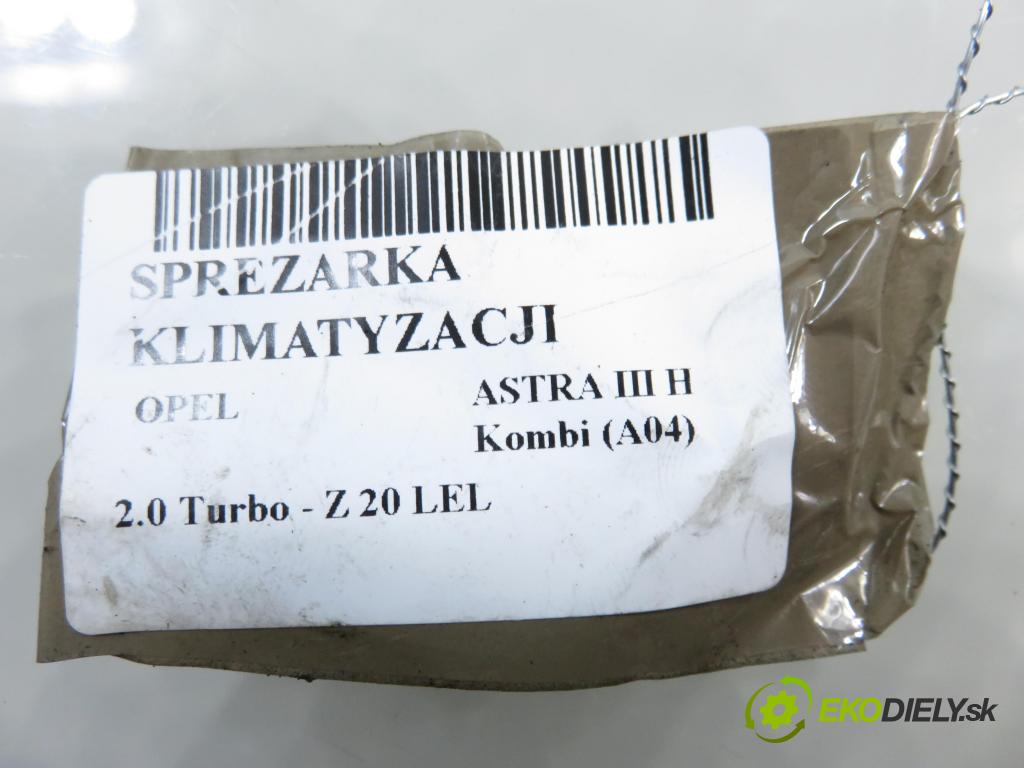 SPREZARKA
KLIMATYZACJI
OPEL
ASTRA III H
Kombi (A04)
2.0 Turbo - Z 20 LEL
EKODIELY.sk